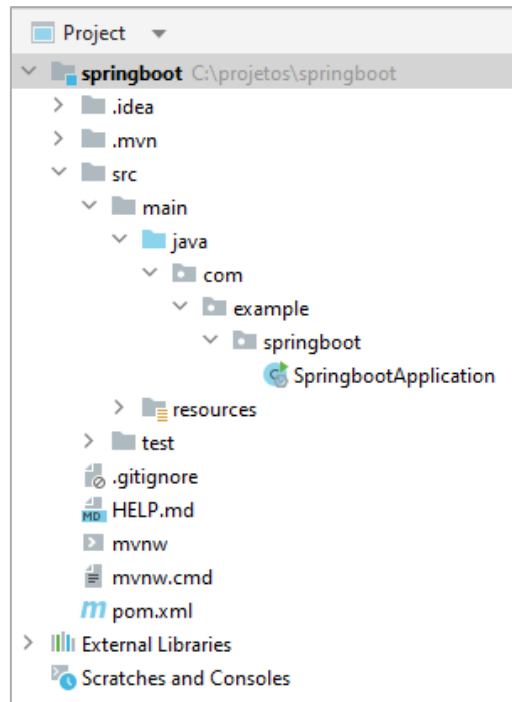 Project
springboot C:\projetos\springboot
.idea
.mvn
src
main
java
com
example
springboot
SpringbootApplication
resources
test
.gitignore
MD HELP.md
mvnw
mvnw.cmd
m pom.xml
External Libraries
Scratches and Consoles